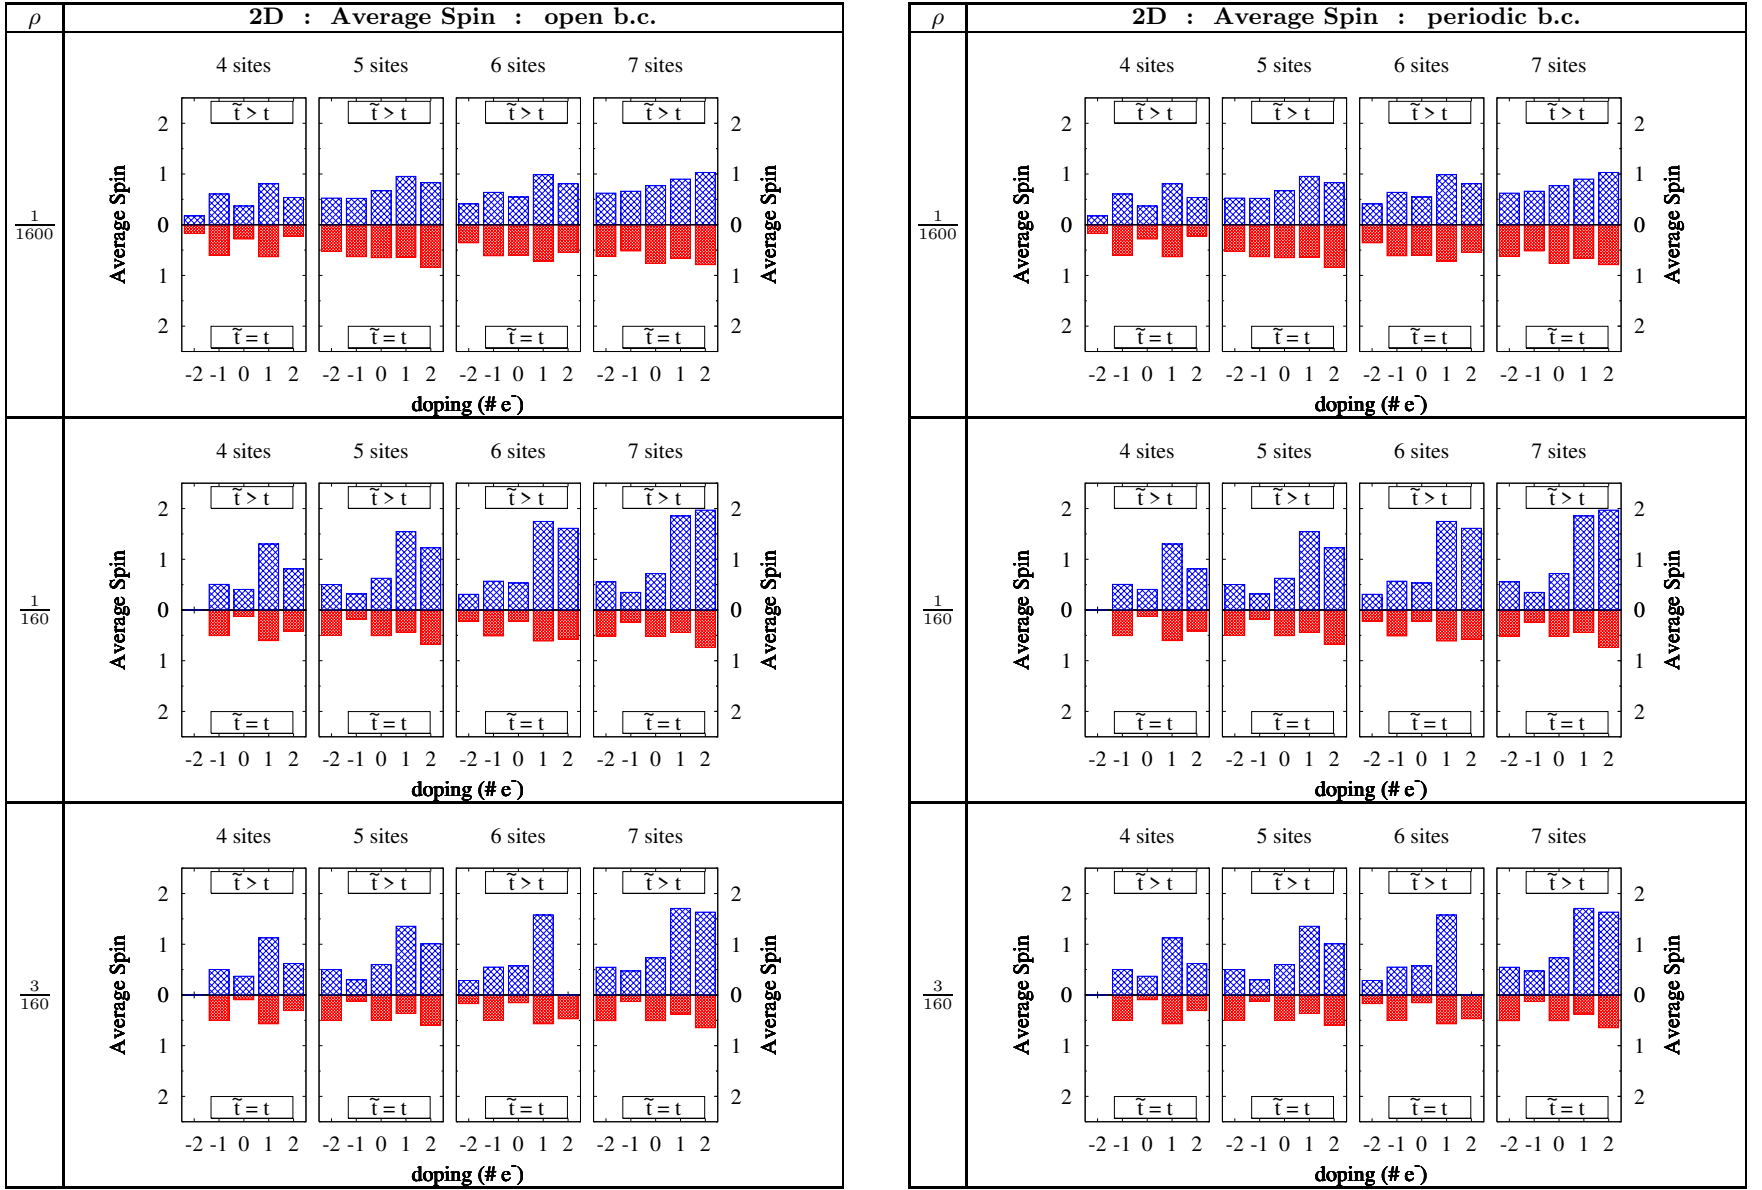 ρ 2D : Average Spin : open b.c.
1/1600
4 sites 5 sites 6 sites 7 sites
t̃ > t t̃ > t t̃ > t t̃ > t
2 2
1 1
0 0
1 1
2 2
Average Spin Average Spin
t̃ = t t̃ = t t̃ = t t̃ = t
-2 -1 0 1 2 -2 -1 0 1 2 -2 -1 0 1 2 -2 -1 0 1 2
doping (# e⁻)
1/160
4 sites 5 sites 6 sites 7 sites
t̃ > t t̃ > t t̃ > t t̃ > t
2 2
1 1
0 0
1 1
2 2
Average Spin Average Spin
t̃ = t t̃ = t t̃ = t t̃ = t
-2 -1 0 1 2 -2 -1 0 1 2 -2 -1 0 1 2 -2 -1 0 1 2
doping (# e⁻)
3/160
4 sites 5 sites 6 sites 7 sites
t̃ > t t̃ > t t̃ > t t̃ > t
2 2
1 1
0 0
1 1
2 2
Average Spin Average Spin
t̃ = t t̃ = t t̃ = t t̃ = t
-2 -1 0 1 2 -2 -1 0 1 2 -2 -1 0 1 2 -2 -1 0 1 2
doping (# e⁻)
ρ 2D : Average Spin : periodic b.c.
1/1600
4 sites 5 sites 6 sites 7 sites
t̃ > t t̃ > t t̃ > t t̃ > t
2 2
1 1
0 0
1 1
2 2
Average Spin Average Spin
t̃ = t t̃ = t t̃ = t t̃ = t
-2 -1 0 1 2 -2 -1 0 1 2 -2 -1 0 1 2 -2 -1 0 1 2
doping (# e⁻)
1/160
4 sites 5 sites 6 sites 7 sites
t̃ > t t̃ > t t̃ > t t̃ > t
2 2
1 1
0 0
1 1
2 2
Average Spin Average Spin
t̃ = t t̃ = t t̃ = t t̃ = t
-2 -1 0 1 2 -2 -1 0 1 2 -2 -1 0 1 2 -2 -1 0 1 2
doping (# e⁻)
3/160
4 sites 5 sites 6 sites 7 sites
t̃ > t t̃ > t t̃ > t t̃ > t
2 2
1 1
0 0
1 1
2 2
Average Spin Average Spin
t̃ = t t̃ = t t̃ = t t̃ = t
-2 -1 0 1 2 -2 -1 0 1 2 -2 -1 0 1 2 -2 -1 0 1 2
doping (# e⁻)